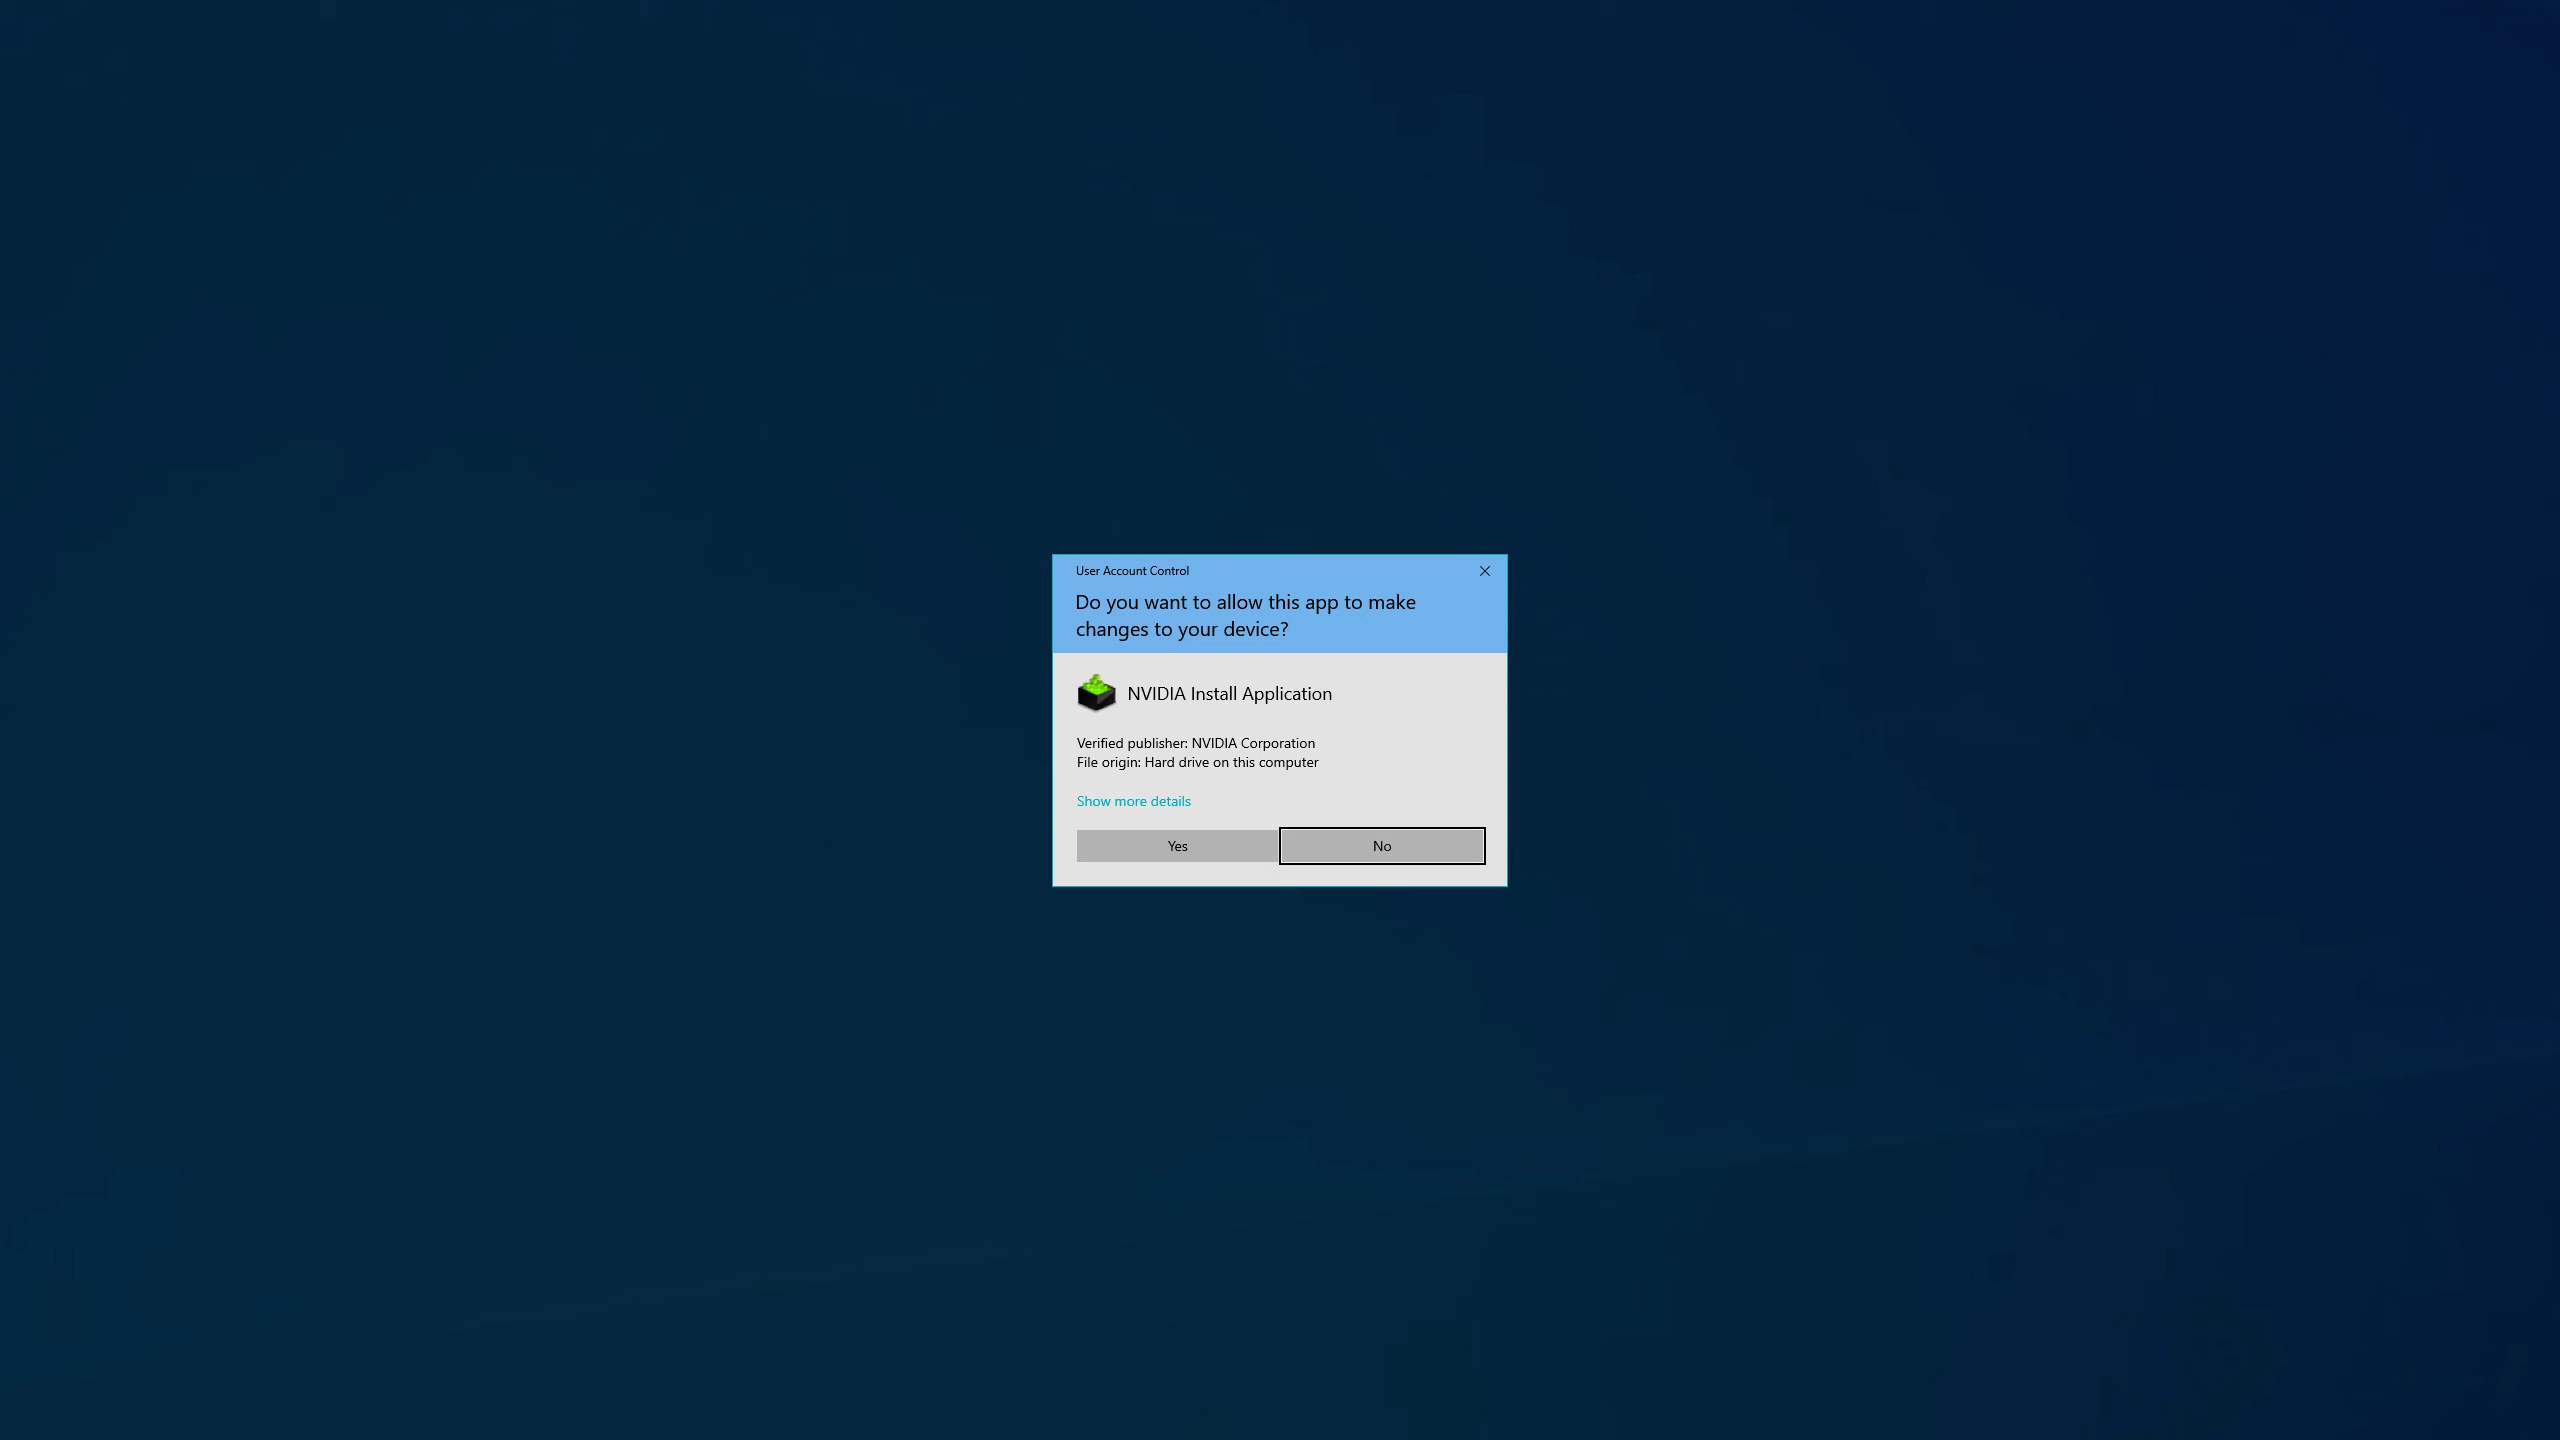 User Account Control
Do you want to allow this app to make
changes to your device?
NVIDIA Install Application
Verified publisher: NVIDIA Corporation
File origin: Hard drive on this computer
Show more details
Yes
No